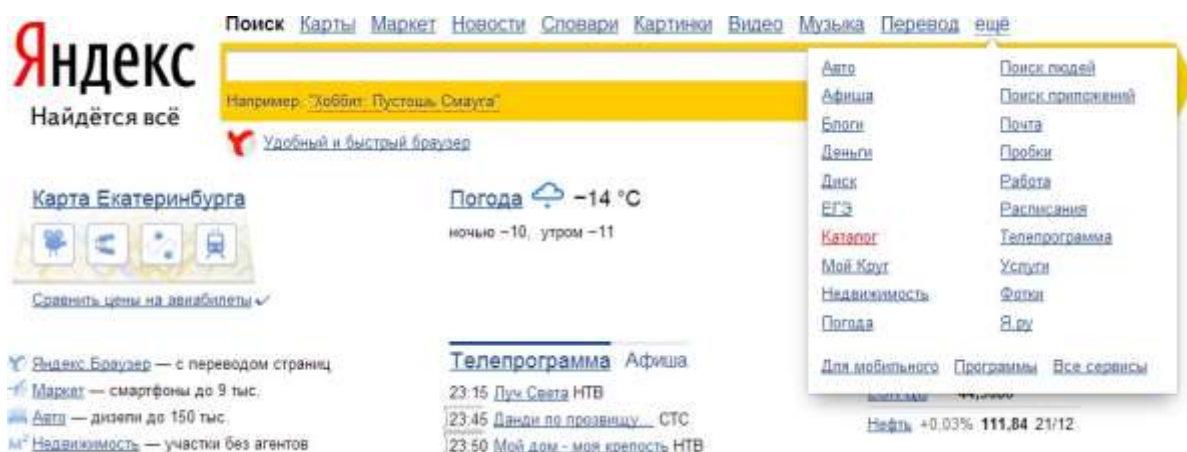 Поиск Карты Маркет Новости Словари Картинки Видео Музыка Перевод ещё
Яндекс
Найдётся всё
Например, "Хоббит: Пустошь Смауга"
Удобный и быстрый браузер
Авто
Афиша
Блоги
Деньги
Диск
ЕГЭ
Каталог
Мой Круг
Недвижимость
Погода
Поиск людей
Поиск приложений
Почта
Пробки
Работа
Расписания
Телепрограмма
Услуги
Фотки
Я.ру
Для мобильного Программы Все сервисы
Карта Екатеринбурга
Сравнить цены на авиабилеты
Погода −14 °C
ночью −10, утром −11
Яндекс.Браузер — с переводом страниц
Маркет — смартфоны до 9 тыс.
Авто — дизели до 150 тыс.
Недвижимость — участки без агентов
Телепрограмма Афиша
23:15 Луч Света НТВ
23:45 Данди по прозвищу... СТС
23:50 Мой дом - моя крепость НТВ
Нефть +0,03% 111,84 21/12